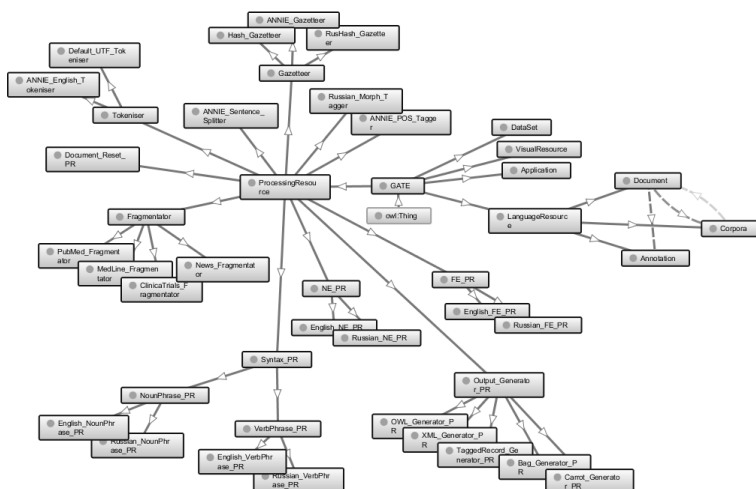 ANNIE_Gazetteer
Hash_Gazetteer
RusHash_Gazette
er
Default_UTF_Tok
eniser
Gazetteer
ANNIE_English_T
okeniser
Russian_Morph_T
agger
Tokeniser
ANNIE_Sentence_
Splitter
ANNIE_POS_Tagge
r
DataSet
VisualResource
Document_Reset_
PR
Application
ProcessingResou
rce
GATE
Document
owl:Thing
Fragmentator
LanguageResourc
e
Corpora
PubMed_Fragment
ator
MedLine_Fragmen
tator
News_Fragmentat
or
ClinicaTrials_F
ragmentator
Annotation
NE_PR
FE_PR
English_NE_PR
Russian_NE_PR
English_FE_PR
Russian_FE_PR
Syntax_PR
Output_Generato
r_PR
NounPhrase_PR
English_NounPhr
ase_PR
Russian_NounPhr
ase_PR
VerbPhrase_PR
OWL_Generator_P
R
XML_Generator_P
R
TaggedRecord_Ge
nerator_PR
English_VerbPhr
ase_PR
Russian_VerbPhr
ase_PR
Bag_Generator_P
R
Carrot_Generato
r_PR